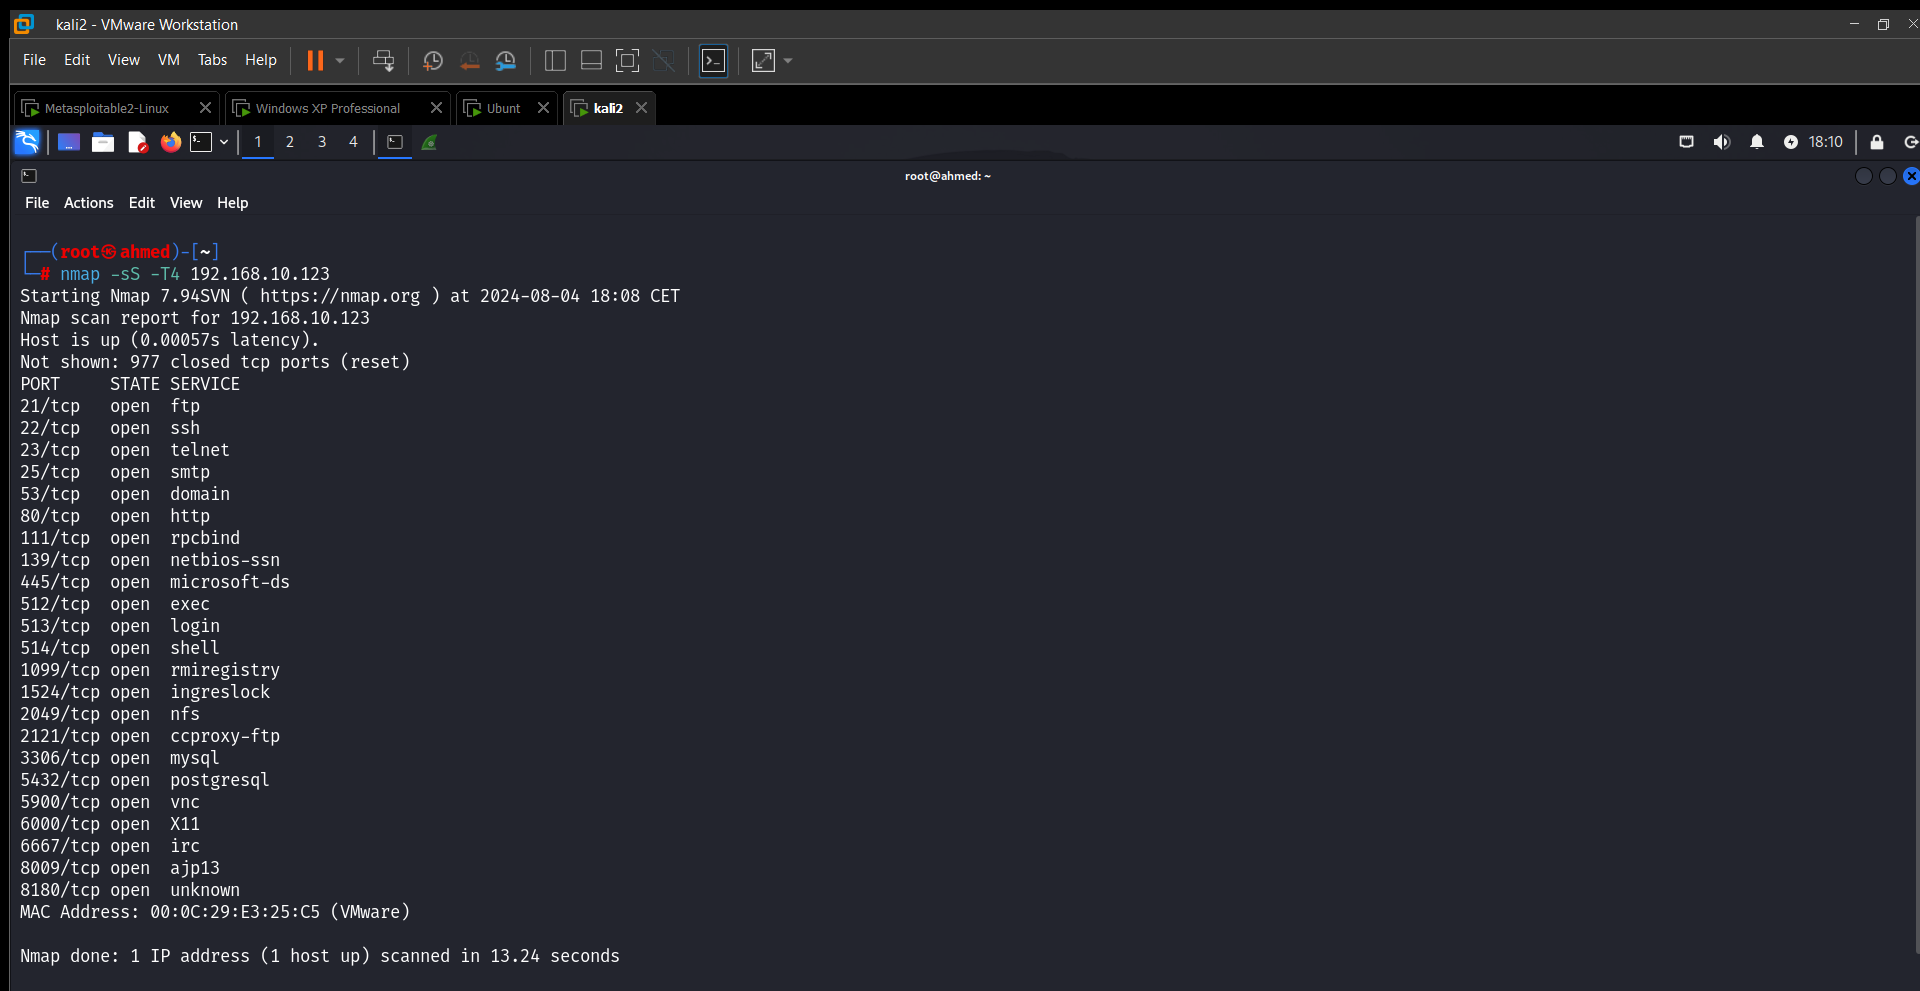 kali2 - VMware Workstation
File Edit View VM Tabs Help
Metasploitable2-Linux Windows XP Professional Ubunt kali2
1 2 3 4 18:10
root@ahmed: ~
File Actions Edit View Help
┌──(root㉿ahmed)-[~]
└─# nmap -sS -T4 192.168.10.123
Starting Nmap 7.94SVN ( https://nmap.org ) at 2024-08-04 18:08 CET
Nmap scan report for 192.168.10.123
Host is up (0.00057s latency).
Not shown: 977 closed tcp ports (reset)
PORT     STATE SERVICE
21/tcp   open  ftp
22/tcp   open  ssh
23/tcp   open  telnet
25/tcp   open  smtp
53/tcp   open  domain
80/tcp   open  http
111/tcp  open  rpcbind
139/tcp  open  netbios-ssn
445/tcp  open  microsoft-ds
512/tcp  open  exec
513/tcp  open  login
514/tcp  open  shell
1099/tcp open  rmiregistry
1524/tcp open  ingreslock
2049/tcp open  nfs
2121/tcp open  ccproxy-ftp
3306/tcp open  mysql
5432/tcp open  postgresql
5900/tcp open  vnc
6000/tcp open  X11
6667/tcp open  irc
8009/tcp open  ajp13
8180/tcp open  unknown
MAC Address: 00:0C:29:E3:25:C5 (VMware)
Nmap done: 1 IP address (1 host up) scanned in 13.24 seconds